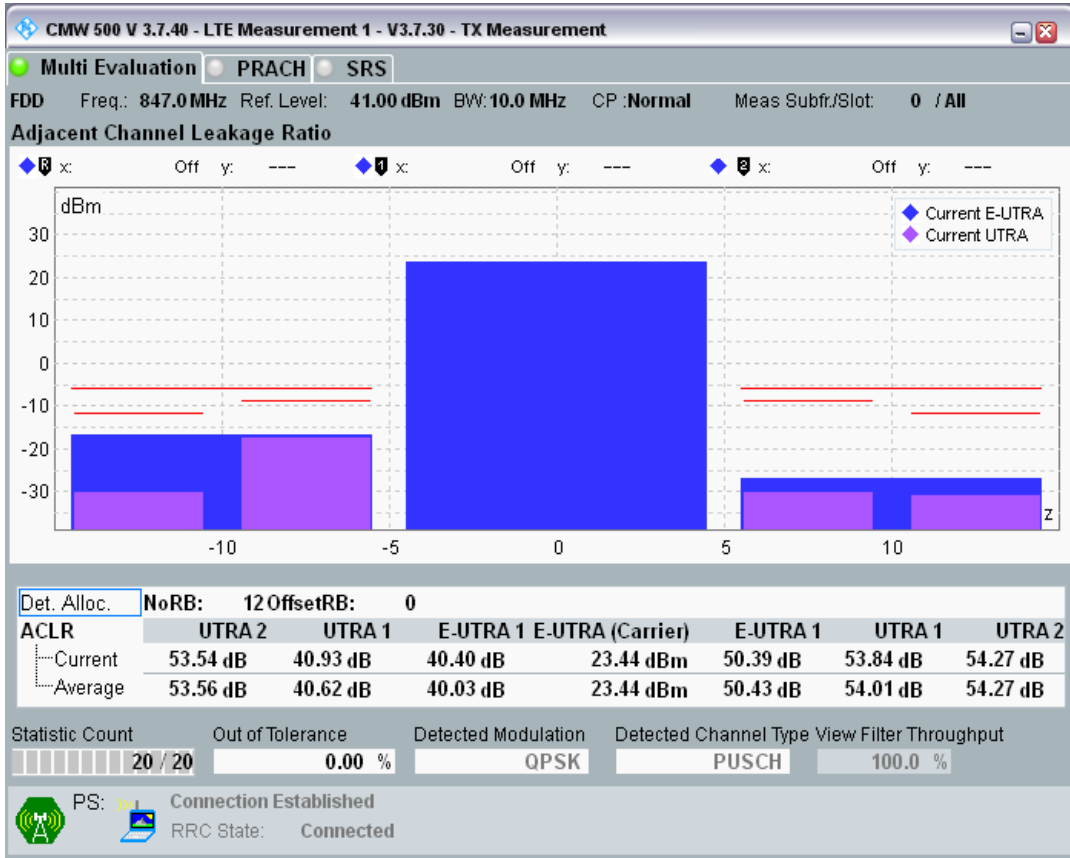 CMW 500 V 3.7.40 - LTE Measurement 1 - V3.7.30 - TX Measurement
Multi Evaluation PRACH SRS
FDD Freq.: 847.0 MHz Ref. Level: 41.00 dBm BW: 10.0 MHz CP :Normal Meas Subfr./Slot: 0 / All
Adjacent Channel Leakage Ratio
R x: Off y: --- 1 x: Off y: --- 2 x: Off y: ---
dBm
Current E-UTRA
Current UTRA
30
20
10
0
-10
-20
-30
z
-10 -5 0 5 10
Det. Alloc. NoRB: 12 OffsetRB: 0
ACLR UTRA 2 UTRA 1 E-UTRA 1 E-UTRA (Carrier) E-UTRA 1 UTRA 1 UTRA 2
Current 53.54 dB 40.93 dB 40.40 dB 23.44 dBm 50.39 dB 53.84 dB 54.27 dB
Average 53.56 dB 40.62 dB 40.03 dB 23.44 dBm 50.43 dB 54.01 dB 54.27 dB
Statistic Count Out of Tolerance Detected Modulation Detected Channel Type View Filter Throughput
20 / 20 0.00 % QPSK PUSCH 100.0 %
PS: Connection Established
RRC State: Connected